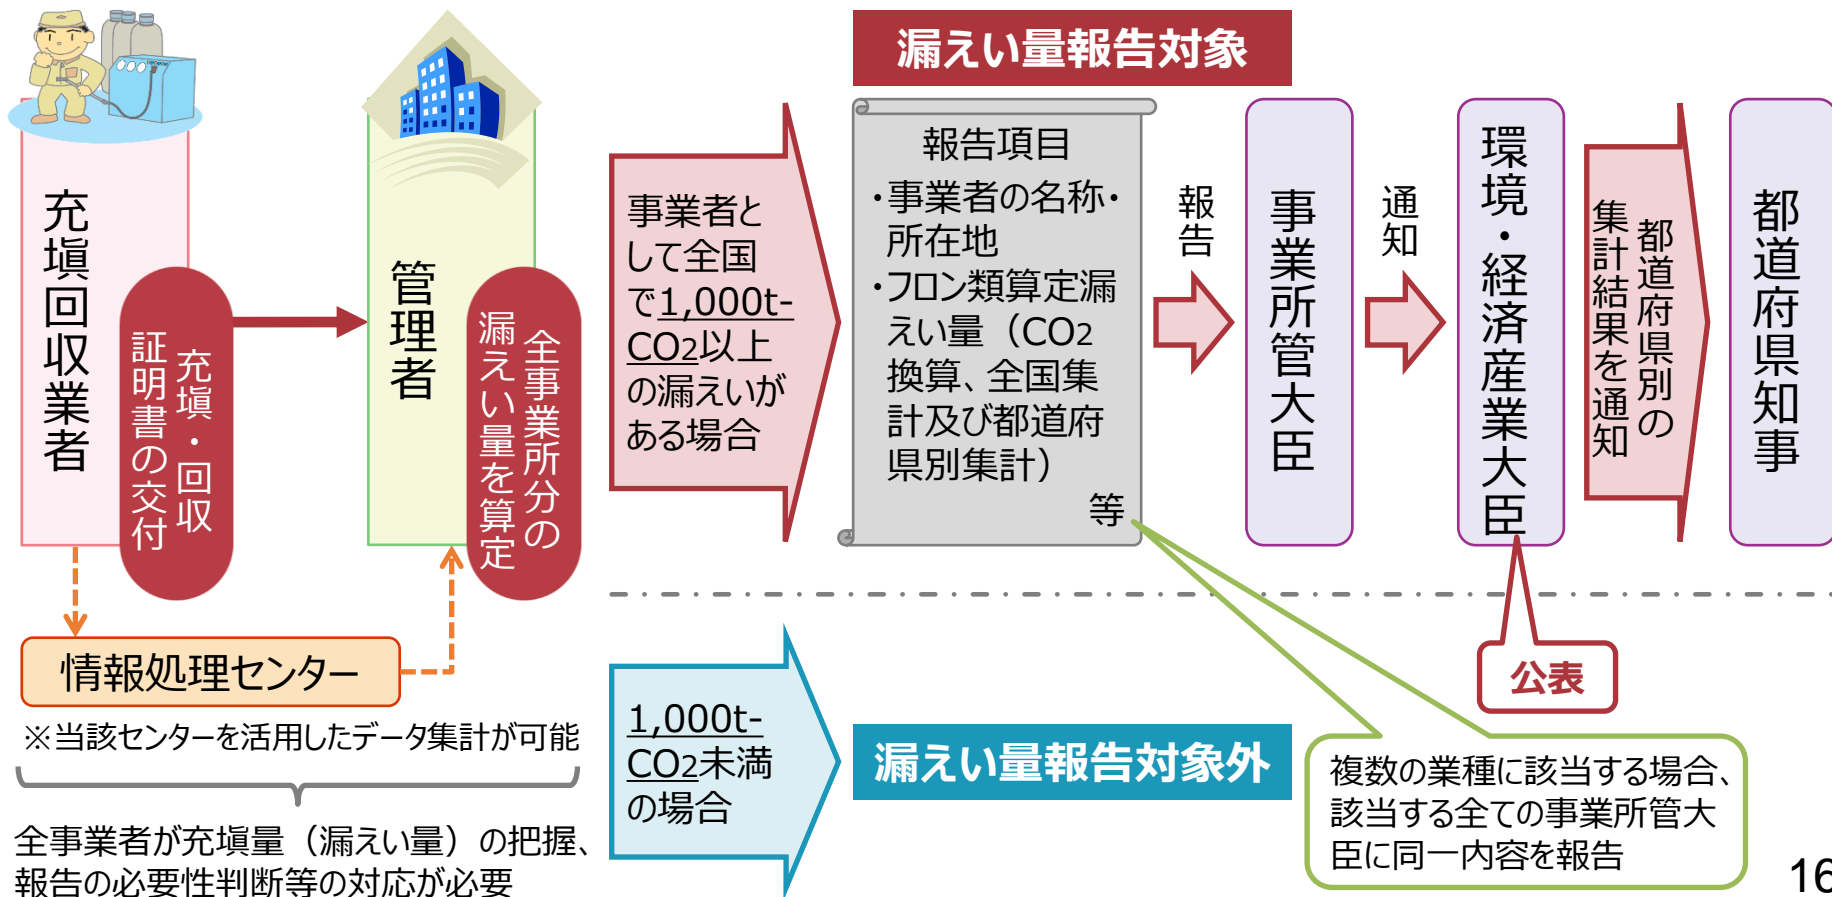 漏えい量報告対象
充塡回収業者
充塡・回収
証明書の交付
管理者
全事業所分の
漏えい量を算定
事業者と
して全国
で1,000t-
CO2以上
の漏えいが
ある場合
報告項目
・事業者の名称・
所在地
・フロン類算定漏
えい量（CO2
換算、全国集
計及び都道府
県別集計）
等
報告
事業所管大臣
通知
環境・経済産業大臣
都道府県別の
集計結果を通知
都道府県知事
情報処理センター
※当該センターを活用したデータ集計が可能
全事業者が充塡量（漏えい量）の把握、
報告の必要性判断等の対応が必要
1,000t-
CO2未満
の場合
漏えい量報告対象外
公表
複数の業種に該当する場合、
該当する全ての事業所管大
臣に同一内容を報告
16